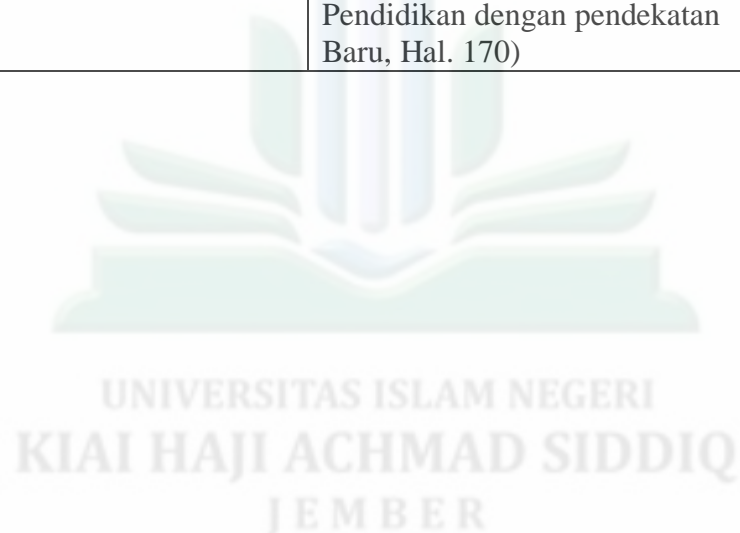 Pendidikan dengan pendekatan
Baru, Hal. 170)
UNIVERSITAS ISLAM NEGERI
KIAI HAJI ACHMAD SIDDIQ
JEMBER